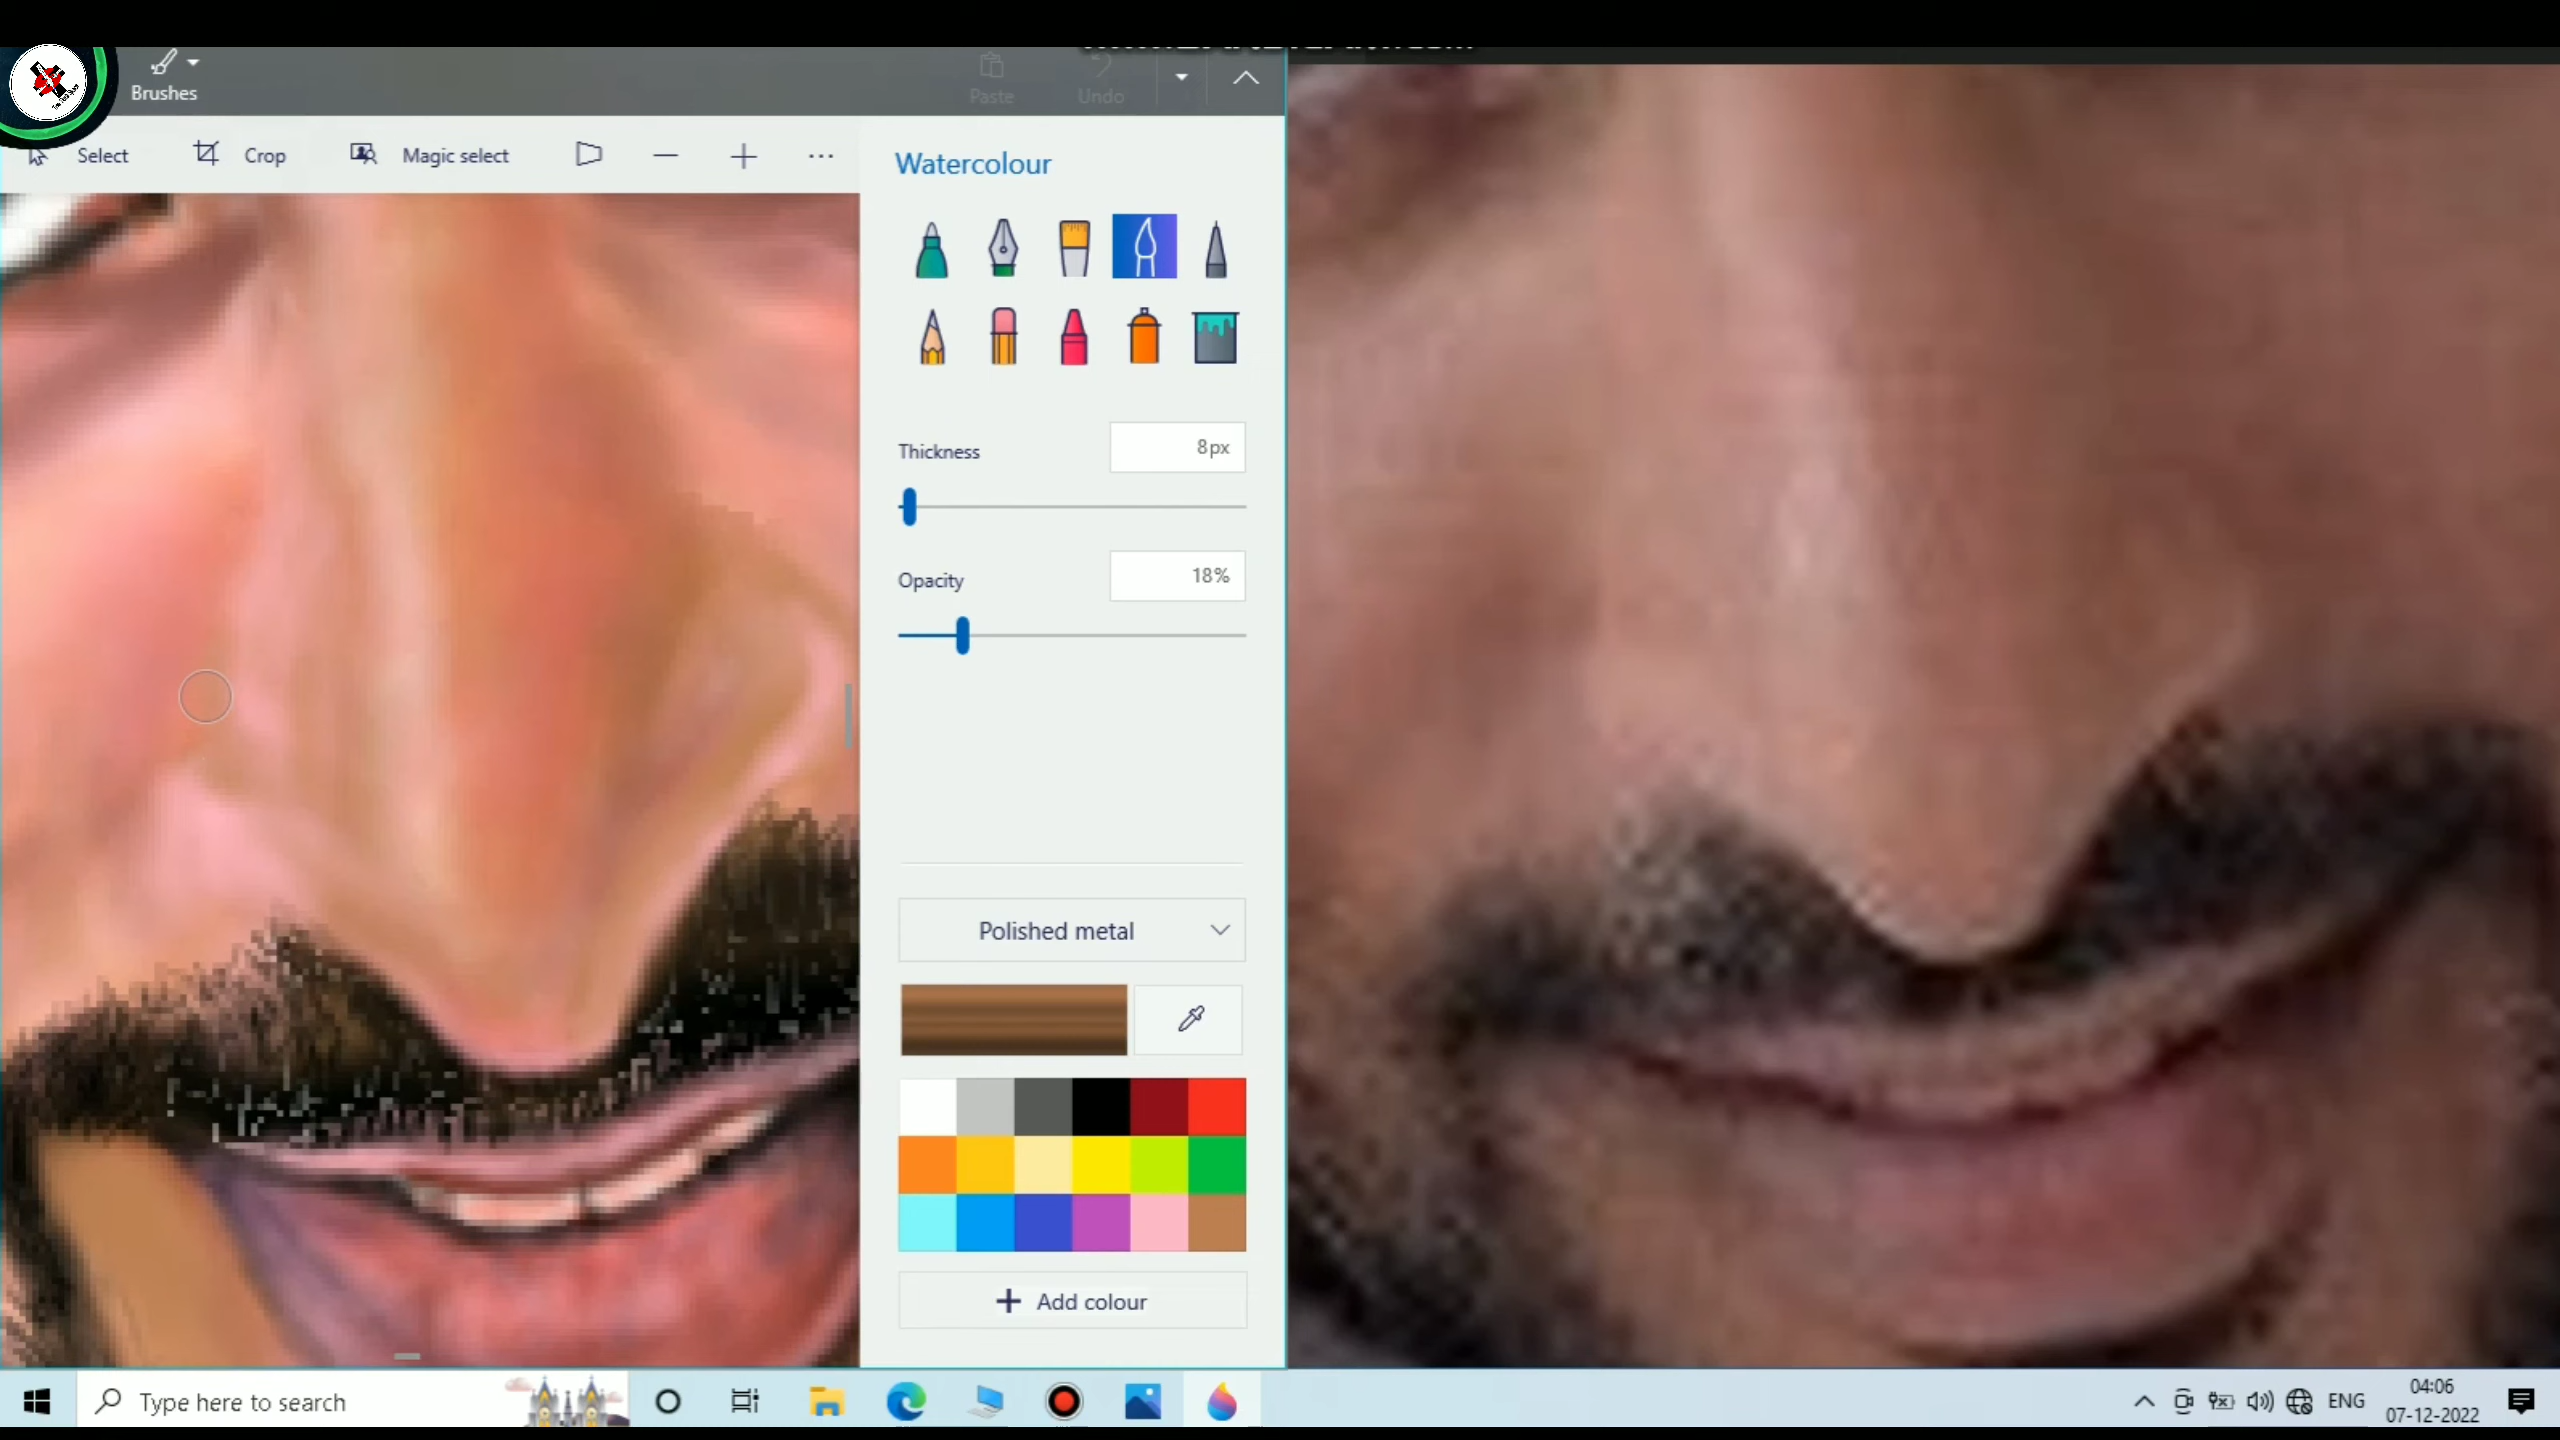 Brushes
Paste
Undo
Select
Crop
Magic select
Watercolour
Thickness
8px
Opacity
18%
Polished metal
Add colour
Type here to search
ENG
04:06
07-12-2022